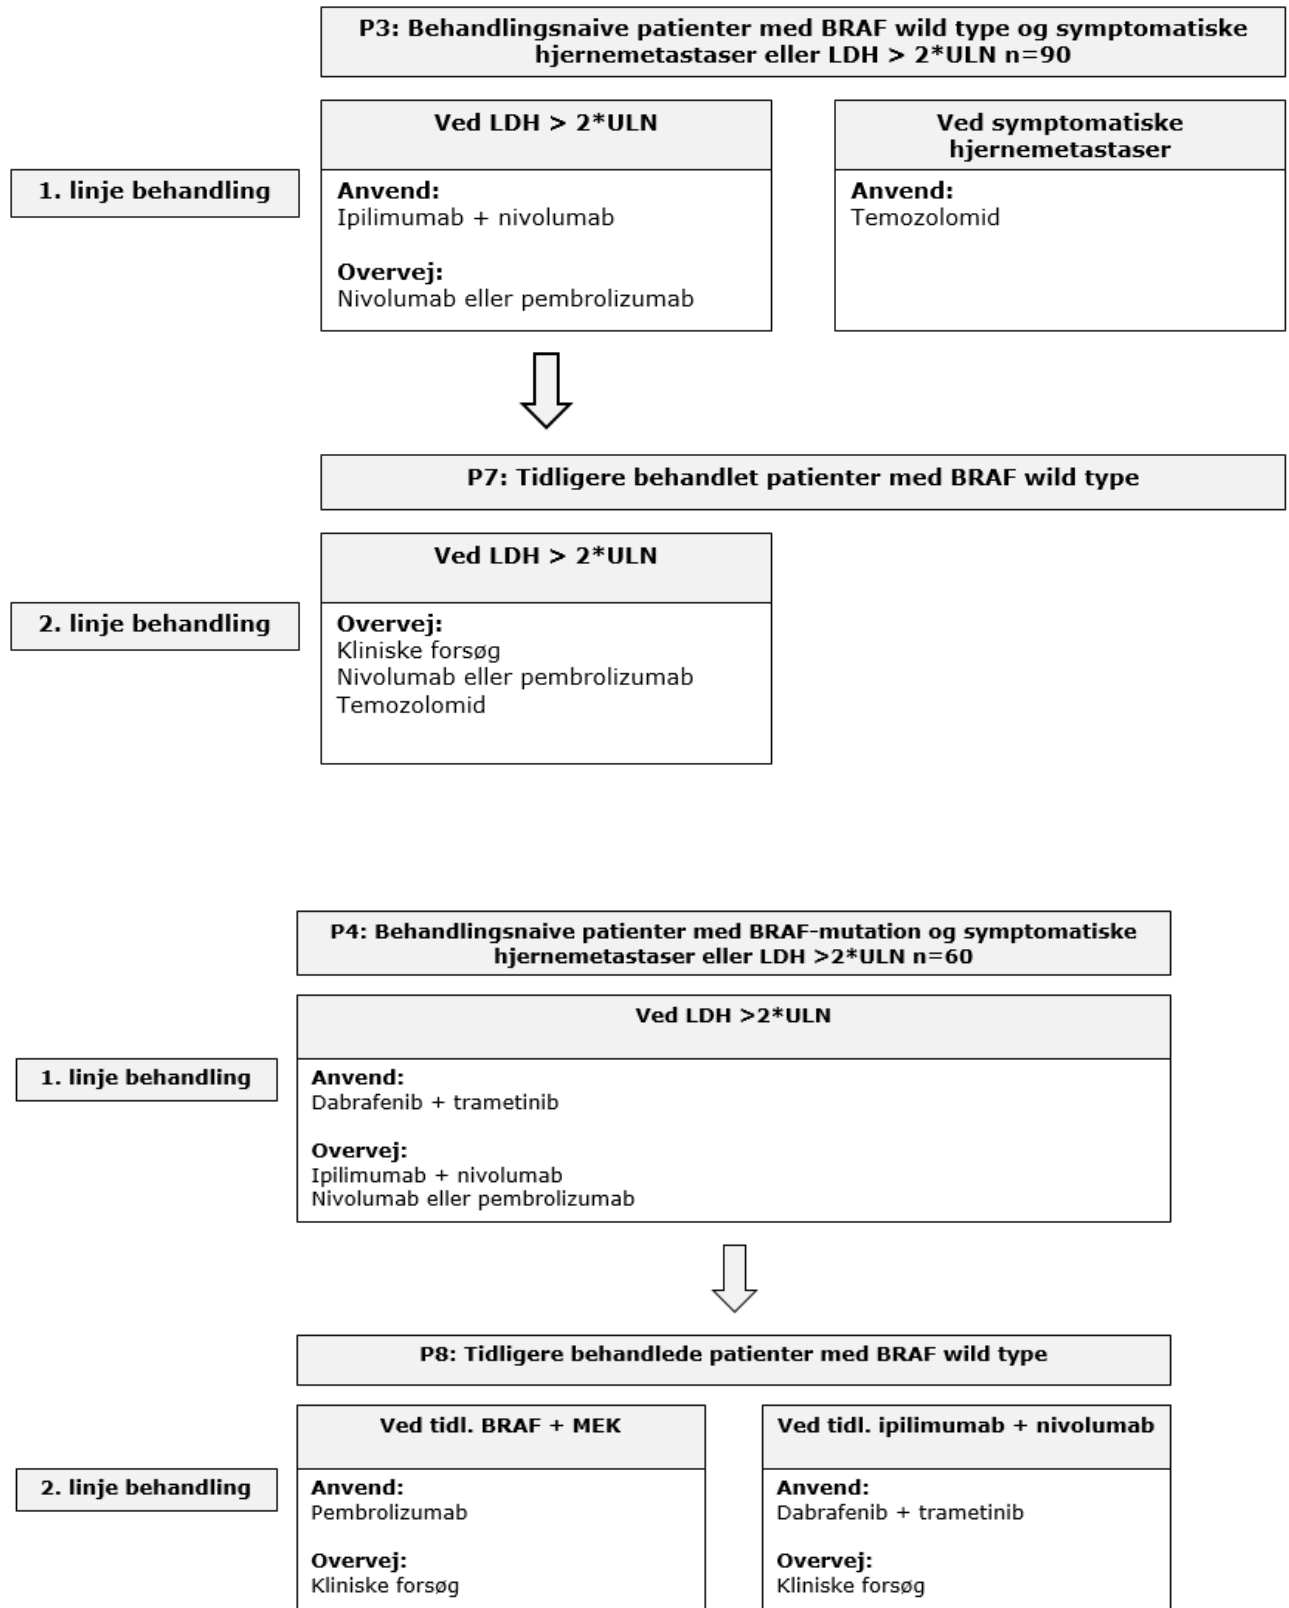 P3: Behandlingsnaive patienter med BRAF wild type og symptomatiske
hjernemetastaser eller LDH > 2*ULN n=90
Ved LDH > 2*ULN
Ved symptomatiske
hjernemetastaser
1. linje behandling
Anvend:
Ipilimumab + nivolumab
Overvej:
Nivolumab eller pembrolizumab
Anvend:
Temozolomid
P7: Tidligere behandlet patienter med BRAF wild type
Ved LDH > 2*ULN
2. linje behandling
Overvej:
Kliniske forsøg
Nivolumab eller pembrolizumab
Temozolomid
P4: Behandlingsnaive patienter med BRAF-mutation og symptomatiske
hjernemetastaser eller LDH >2*ULN n=60
Ved LDH >2*ULN
1. linje behandling
Anvend:
Dabrafenib + trametinib
Overvej:
Ipilimumab + nivolumab
Nivolumab eller pembrolizumab
P8: Tidligere behandlede patienter med BRAF wild type
Ved tidl. BRAF + MEK
Ved tidl. ipilimumab + nivolumab
2. linje behandling
Anvend:
Pembrolizumab
Overvej:
Kliniske forsøg
Anvend:
Dabrafenib + trametinib
Overvej:
Kliniske forsøg